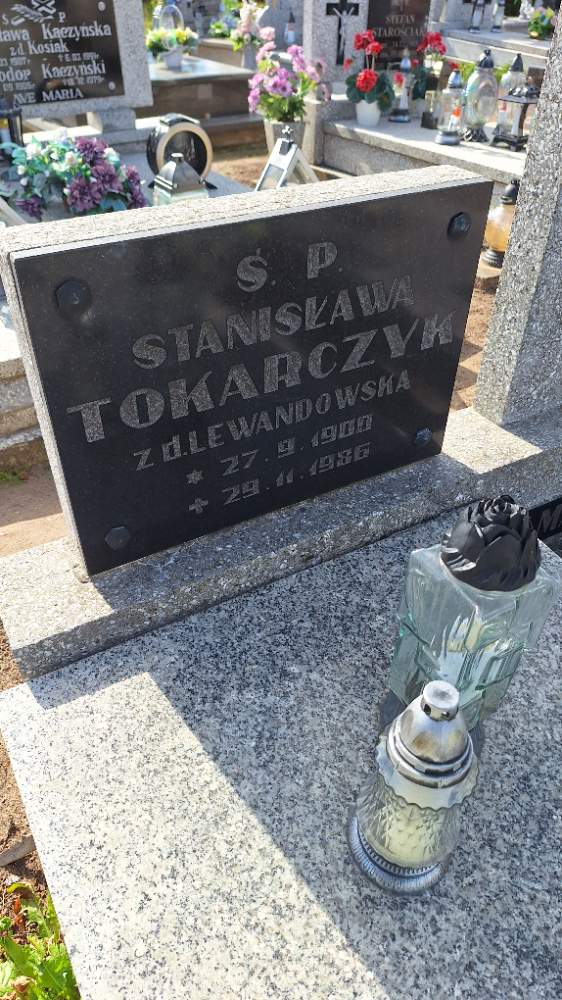 Ś. P.
STANISŁAWA
TOKARCZYK
Z D. LEWANDOWSKA
* 27. 9. 1900
+ 29. 11. 1986
Kaczyńska
z d. Kosiak
Kaczyński
AVE MARIA
STEFAN